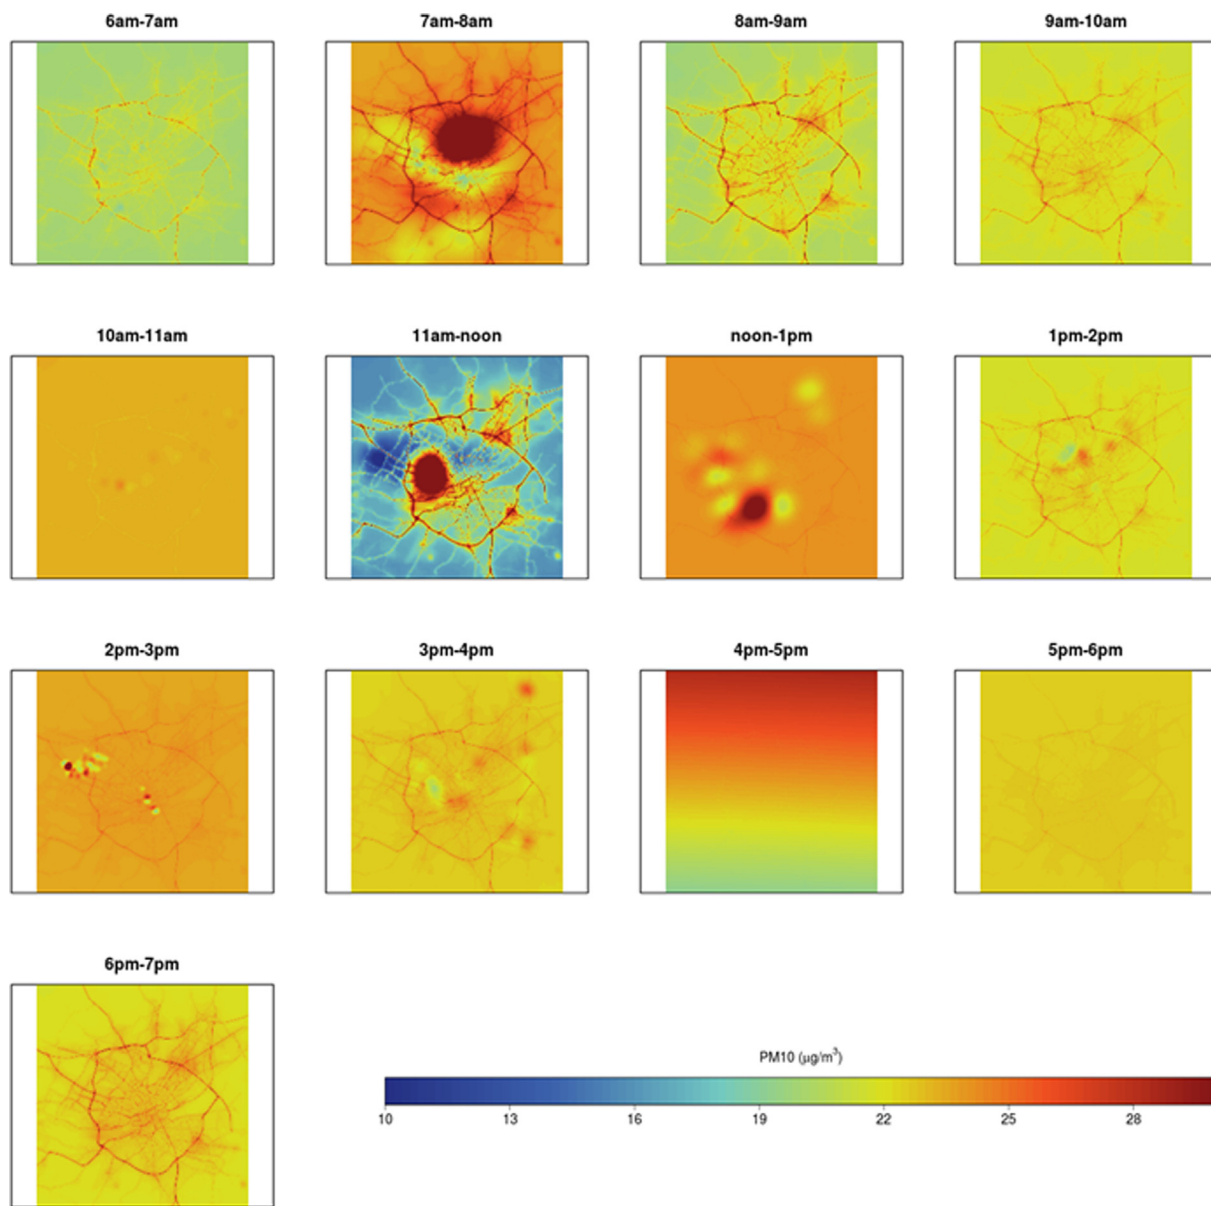 6am-7am 7am-8am 8am-9am 9am-10am
10am-11am 11am-noon noon-1pm 1pm-2pm
2pm-3pm 3pm-4pm 4pm-5pm 5pm-6pm
6pm-7pm
PM10 (µg/m³)
10 13 16 19 22 25 28